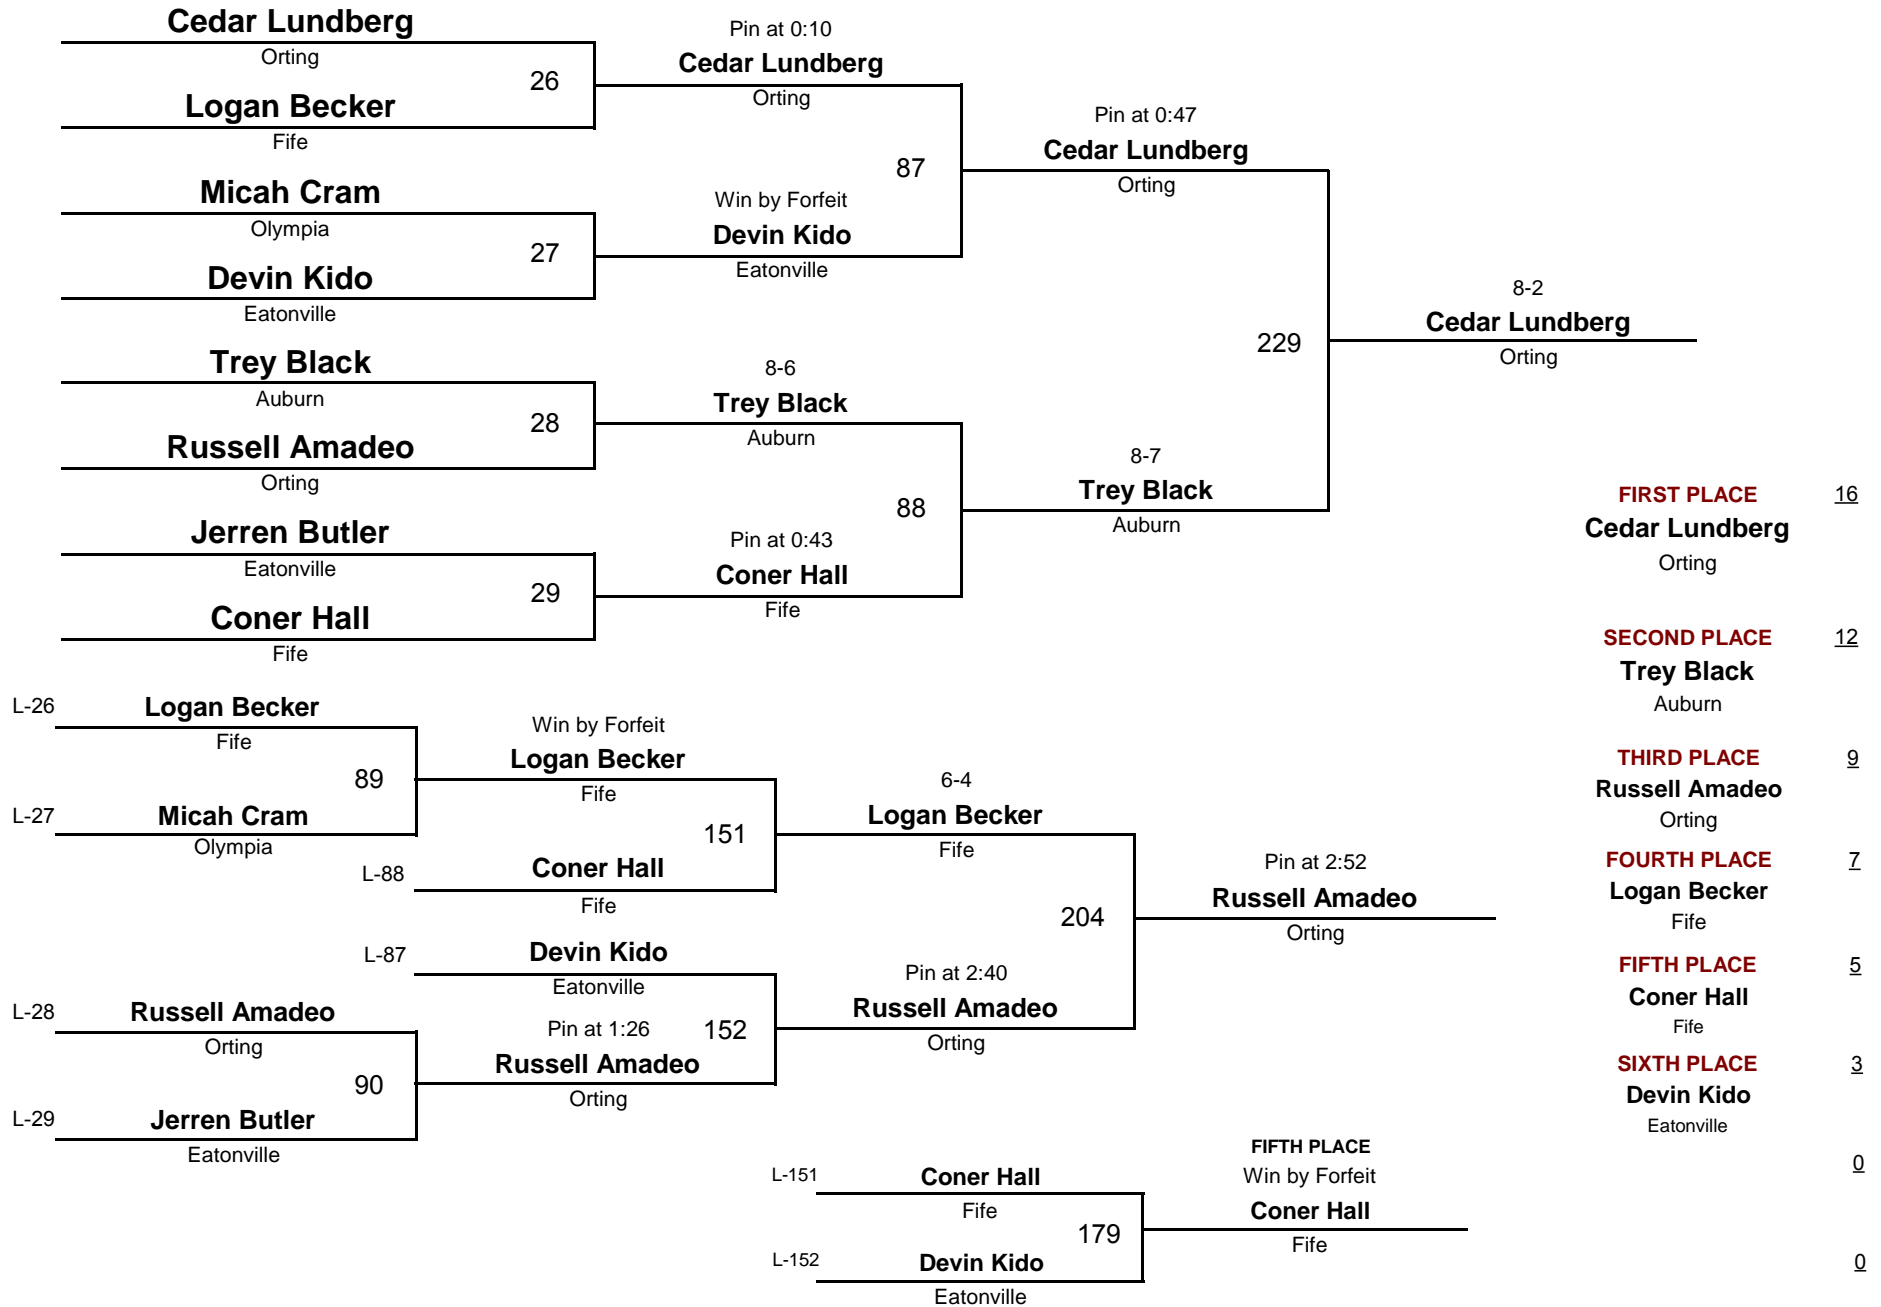 Cedar Lundberg
Orting
26
Logan Becker
Fife
Micah Cram
Olympia
27
Devin Kido
Eatonville
Trey Black
Auburn
28
Russell Amadeo
Orting
Jerren Butler
Eatonville
29
Coner Hall
Fife
Pin at 0:10
Cedar Lundberg
Orting
87
Win by Forfeit
Devin Kido
Eatonville
8-6
Trey Black
Auburn
88
Pin at 0:43
Coner Hall
Fife
Pin at 0:47
Cedar Lundberg
Orting
229
8-7
Trey Black
Auburn
8-2
Cedar Lundberg
Orting
L-26
Logan Becker
Fife
89
L-27
Micah Cram
Olympia
Win by Forfeit
Logan Becker
Fife
151
L-88
Coner Hall
Fife
L-87
Devin Kido
Eatonville
L-28
Russell Amadeo
Orting
90
L-29
Jerren Butler
Eatonville
Pin at 1:26
152
Russell Amadeo
Orting
6-4
Logan Becker
Fife
204
Pin at 2:40
Russell Amadeo
Orting
Pin at 2:52
Russell Amadeo
Orting
L-151
Coner Hall
Fife
179
L-152
Devin Kido
Eatonville
FIFTH PLACE
Win by Forfeit
Coner Hall
Fife
FIRST PLACE 16
Cedar Lundberg
Orting
SECOND PLACE 12
Trey Black
Auburn
THIRD PLACE 9
Russell Amadeo
Orting
FOURTH PLACE 7
Logan Becker
Fife
FIFTH PLACE 5
Coner Hall
Fife
SIXTH PLACE 3
Devin Kido
Eatonville
0
0